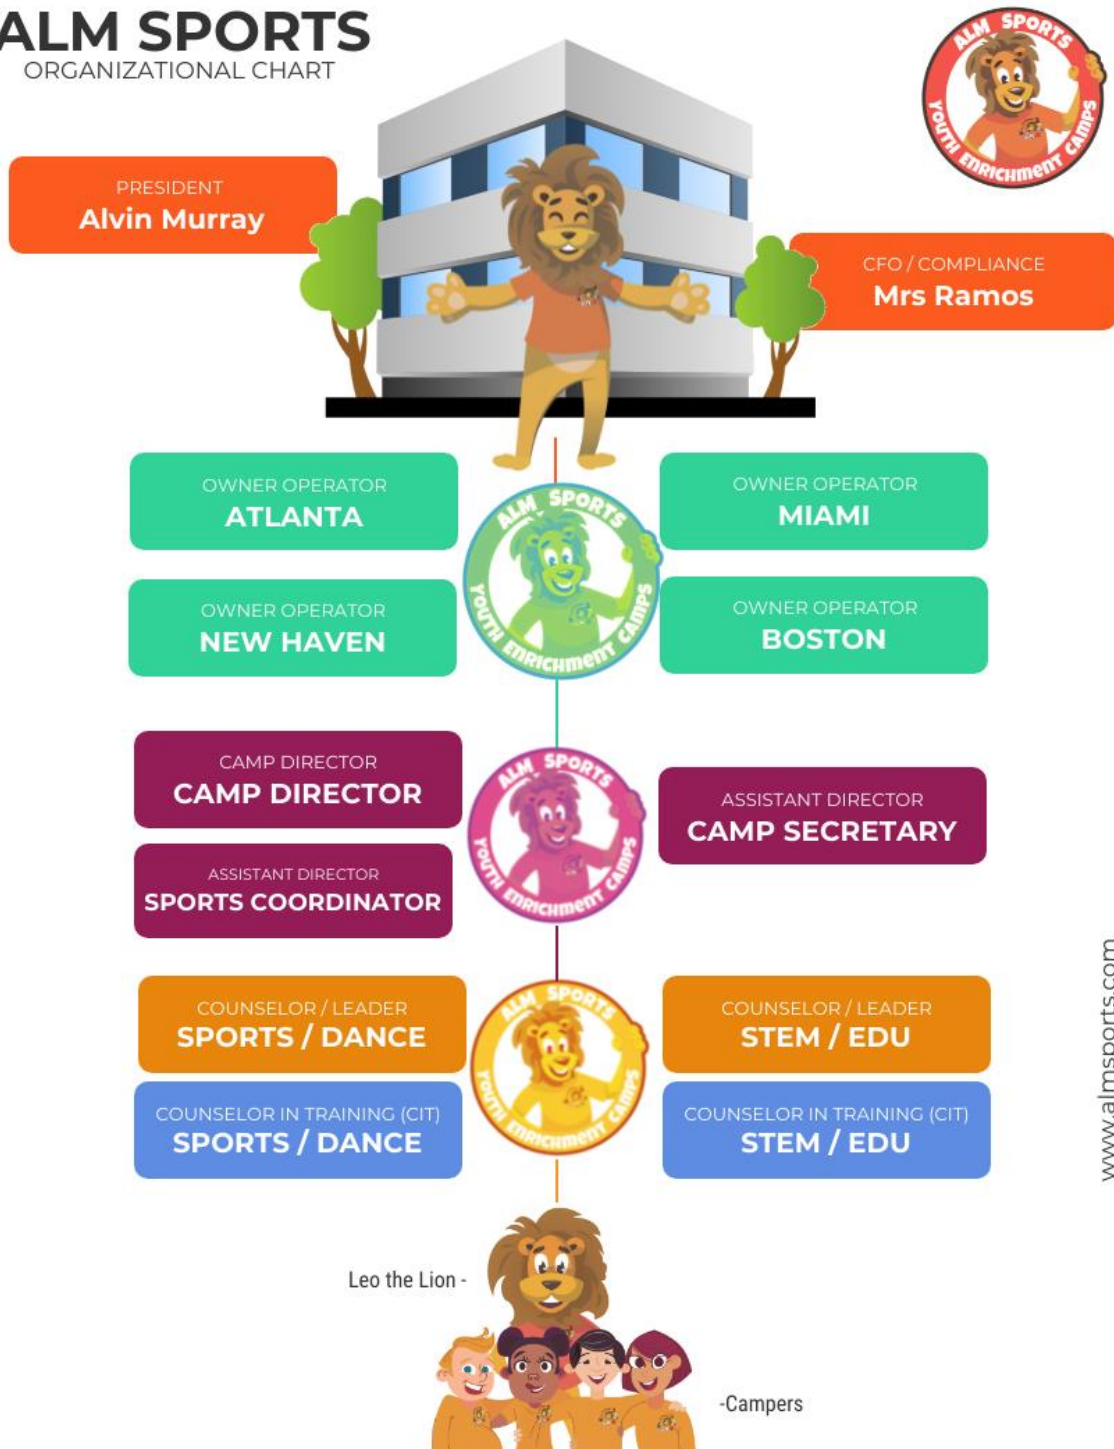 ALM SPORTS
ORGANIZATIONAL CHART
ALM SPORTS
YOUTH ENRICHMENT CAMPS
PRESIDENT
Alvin Murray
CFO / COMPLIANCE
Mrs Ramos
OWNER OPERATOR
ATLANTA
OWNER OPERATOR
MIAMI
ALM SPORTS
YOUTH ENRICHMENT CAMPS
OWNER OPERATOR
NEW HAVEN
OWNER OPERATOR
BOSTON
CAMP DIRECTOR
CAMP DIRECTOR
ALM SPORTS
YOUTH ENRICHMENT CAMPS
ASSISTANT DIRECTOR
CAMP SECRETARY
ASSISTANT DIRECTOR
SPORTS COORDINATOR
COUNSELOR / LEADER
SPORTS / DANCE
ALM SPORTS
YOUTH ENRICHMENT CAMPS
COUNSELOR / LEADER
STEM / EDU
COUNSELOR IN TRAINING (CIT)
SPORTS / DANCE
COUNSELOR IN TRAINING (CIT)
STEM / EDU
www.almsports.com
Leo the Lion -
-Campers